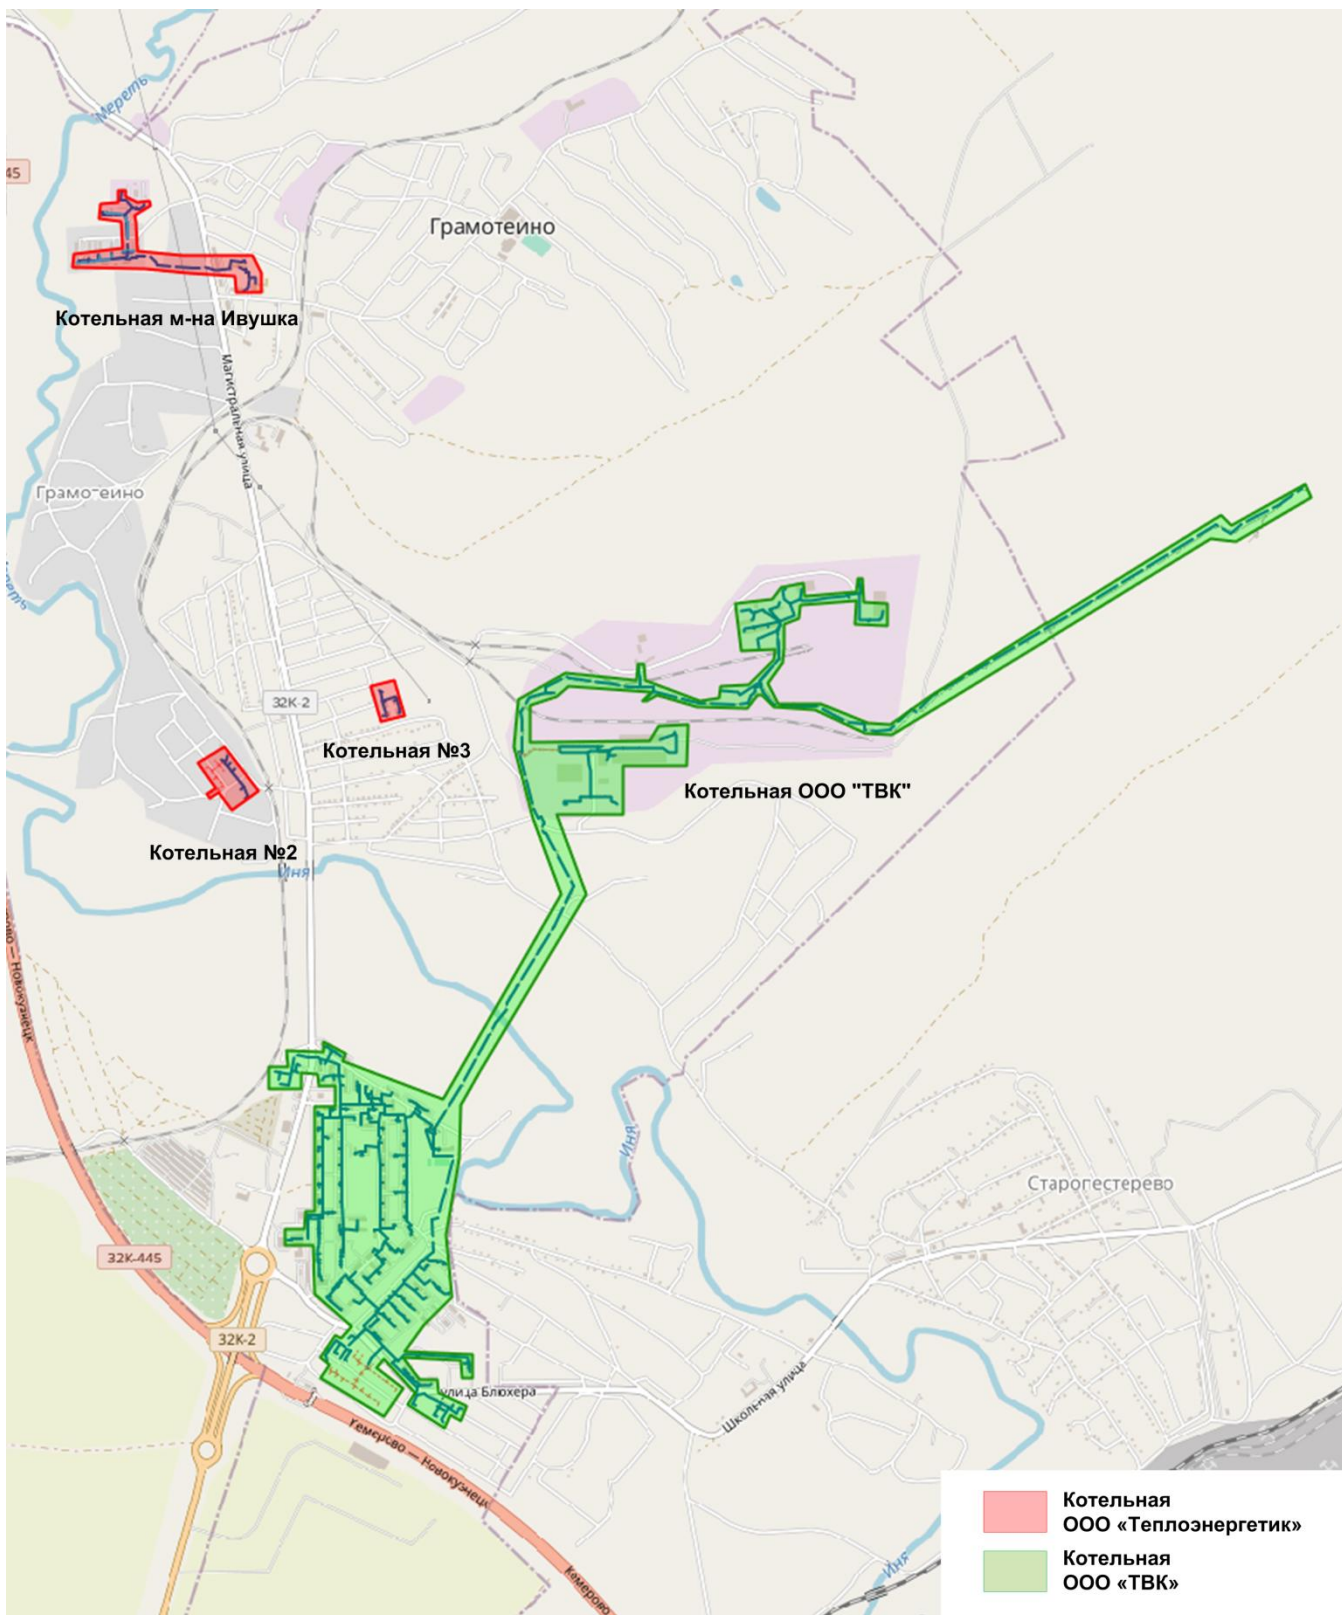 Мереть
45
Грамотеино
Котельная м-на Ивушка
Магистральная улица
Грамотеино
Мереть
32К-2
Котельная №3
Котельная ООО "ТВК"
Котельная №2
Иня
Новокузнецк
Иня
Старогестерево
32К-445
32К-2
улица Блюхера
Школьная улица
Кемерово — Новокузнецк
Кемерово
Иня
Котельная
ООО «Теплоэнергетик»
Котельная
ООО «ТВК»